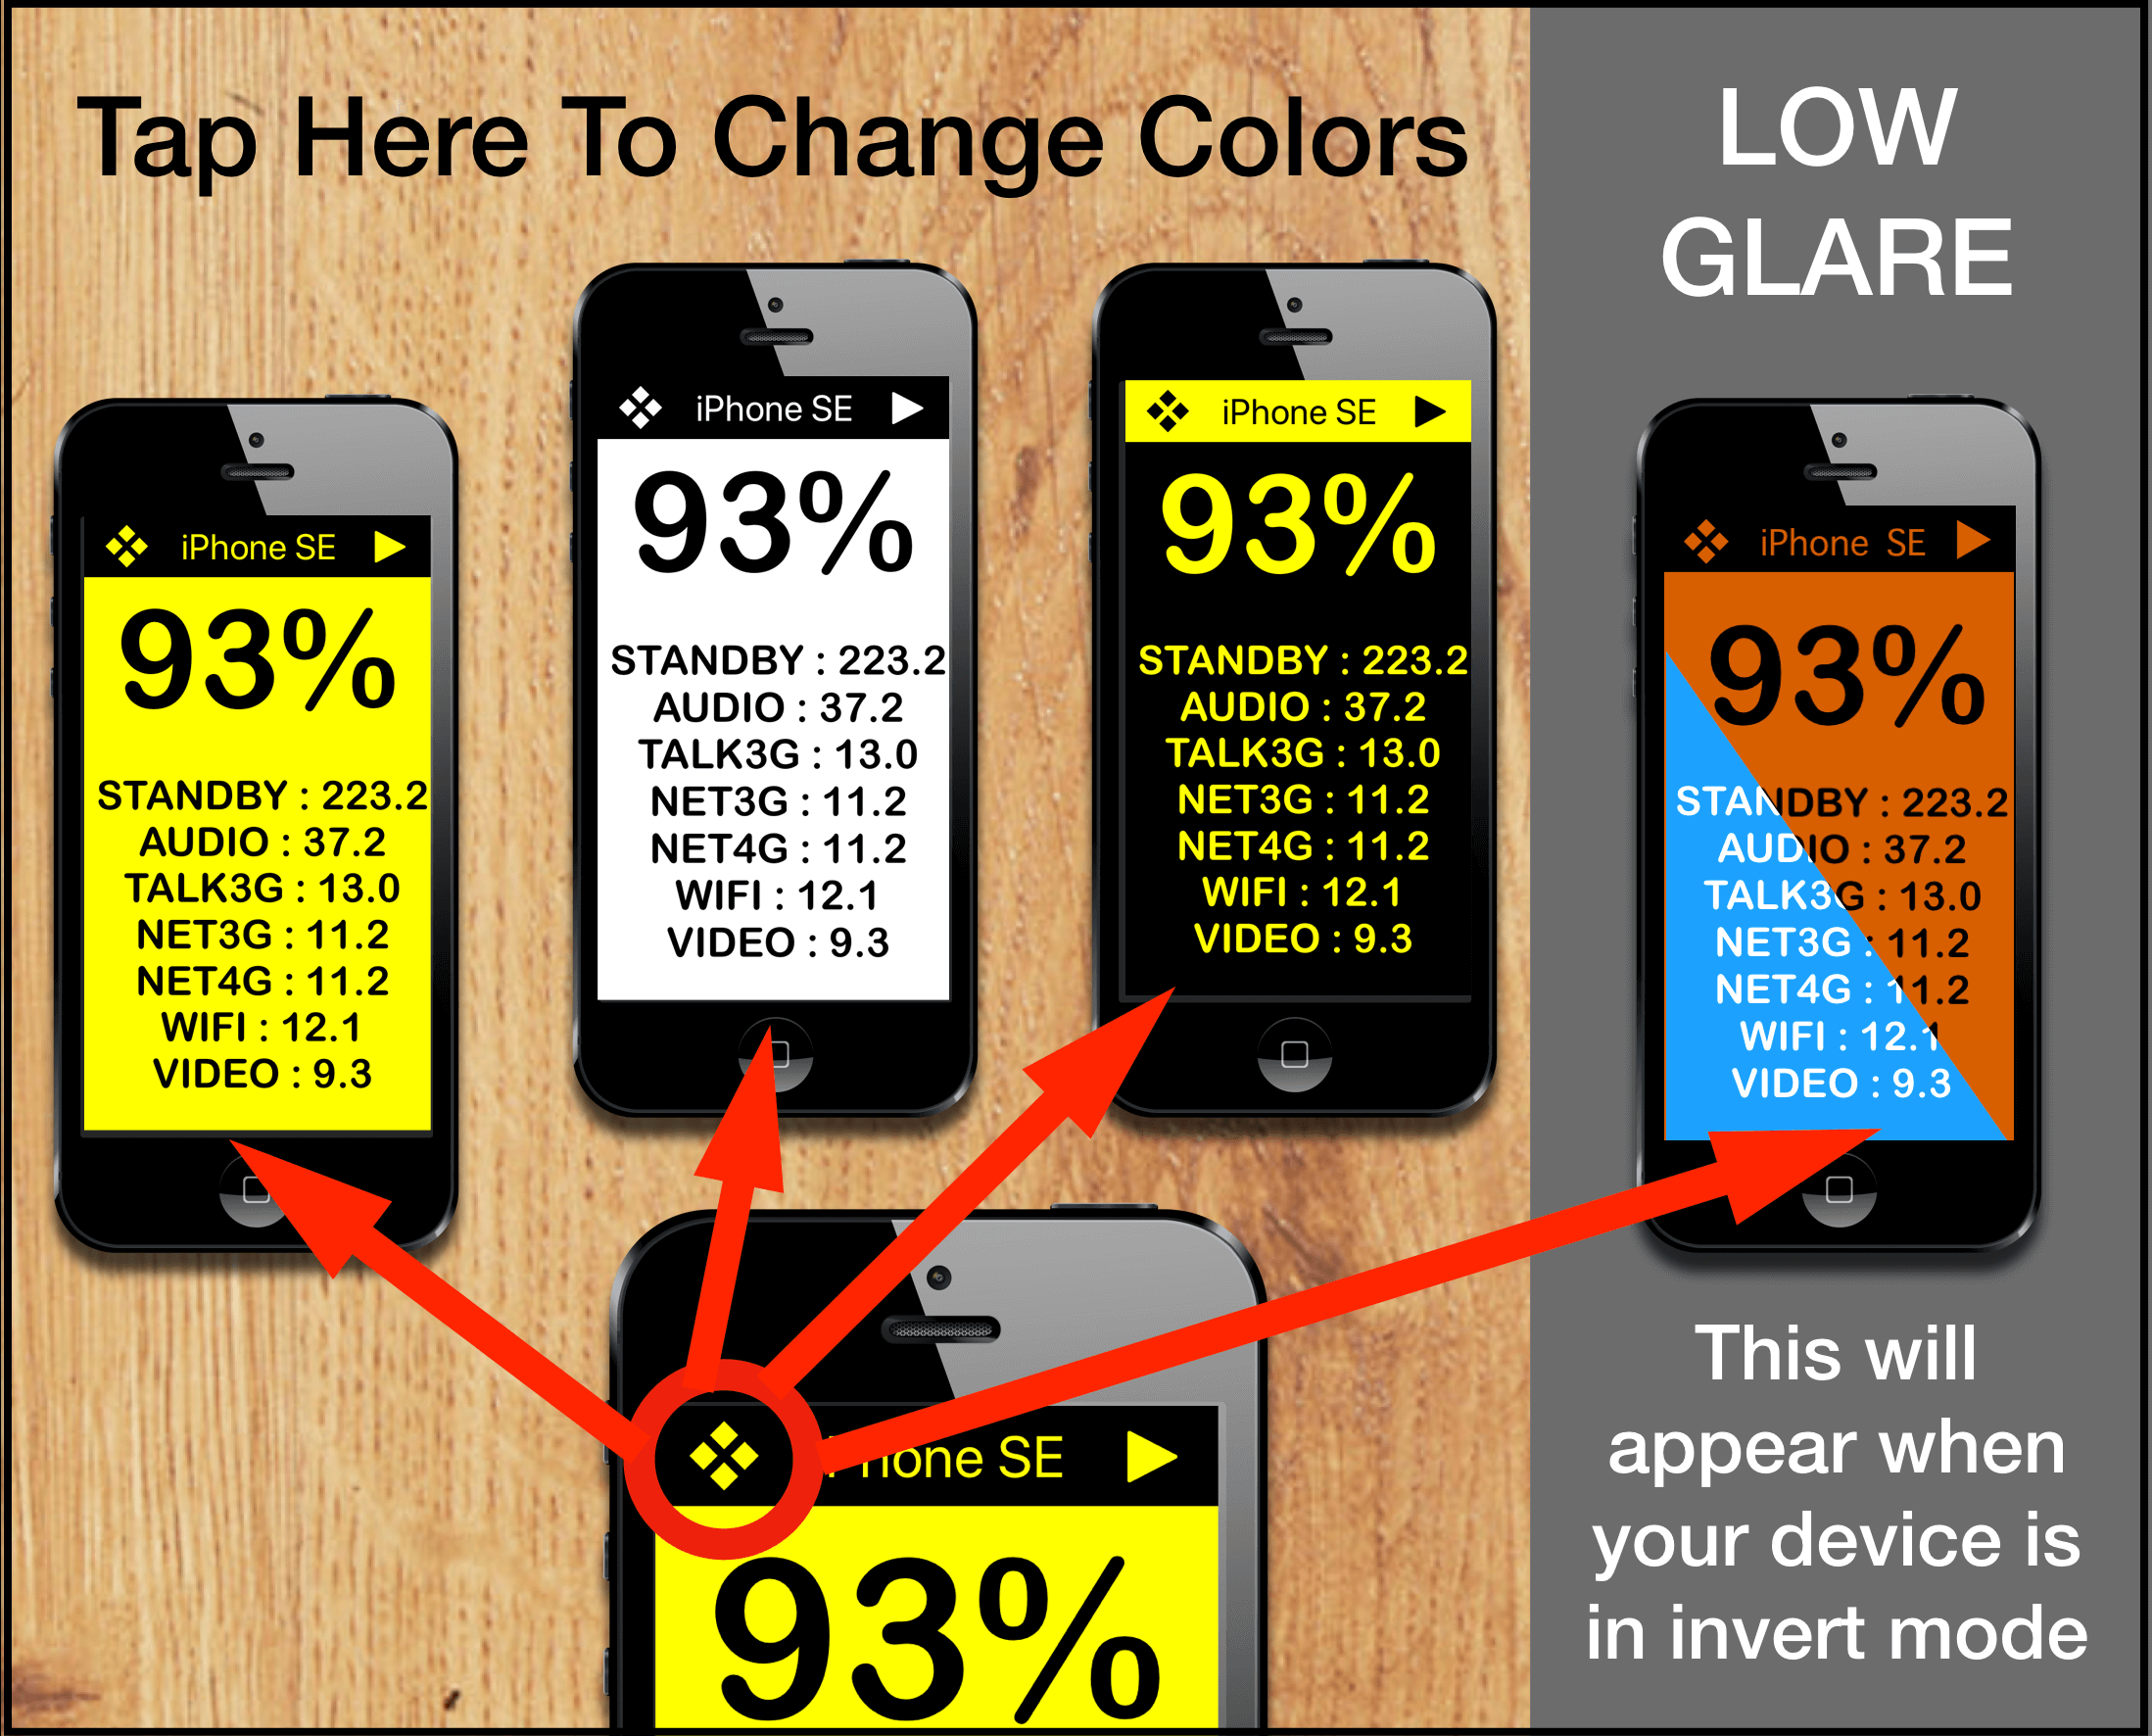 Tap Here To Change Colors
LOW
GLARE
iPhone SE
93%
STANDBY : 223.2
AUDIO : 37.2
TALK3G : 13.0
NET3G : 11.2
NET4G : 11.2
WIFI : 12.1
VIDEO : 9.3
iPhone SE
93%
STANDBY : 223.2
AUDIO : 37.2
TALK3G : 13.0
NET3G : 11.2
NET4G : 11.2
WIFI : 12.1
VIDEO : 9.3
iPhone SE
93%
STANDBY : 223.2
AUDIO : 37.2
TALK3G : 13.0
NET3G : 11.2
NET4G : 11.2
WIFI : 12.1
VIDEO : 9.3
iPhone SE
93%
STANDBY : 223.2
AUDIO : 37.2
TALK3G : 13.0
NET3G : 11.2
NET4G : 11.2
WIFI : 12.1
VIDEO : 9.3
iPhone SE
93%
This will
appear when
your device is
in invert mode